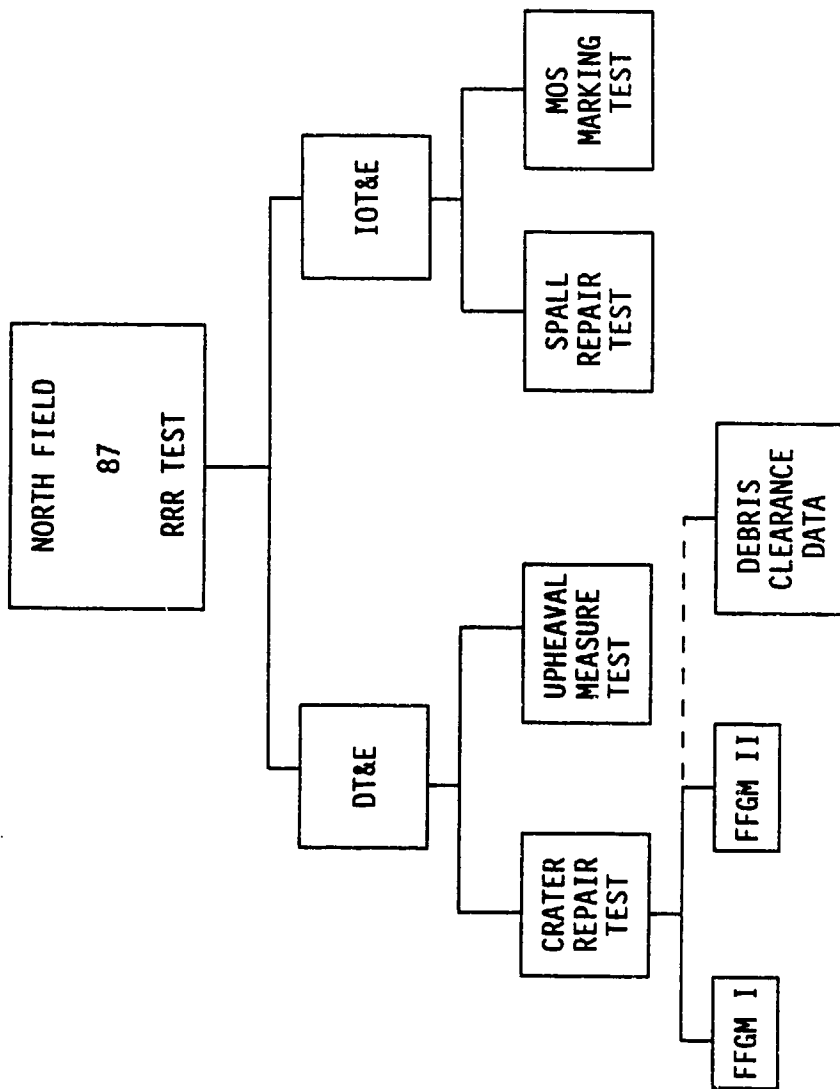 NORTH FIELD
87
RRR TEST
DT&E
IOT&E
CRATER
REPAIR
TEST
UPHEAVAL
MEASURE
TEST
SPALL
REPAIR
TEST
MOS
MARKING
TEST
FFGM I
FFGM II
DEBRIS
CLEARANCE
DATA